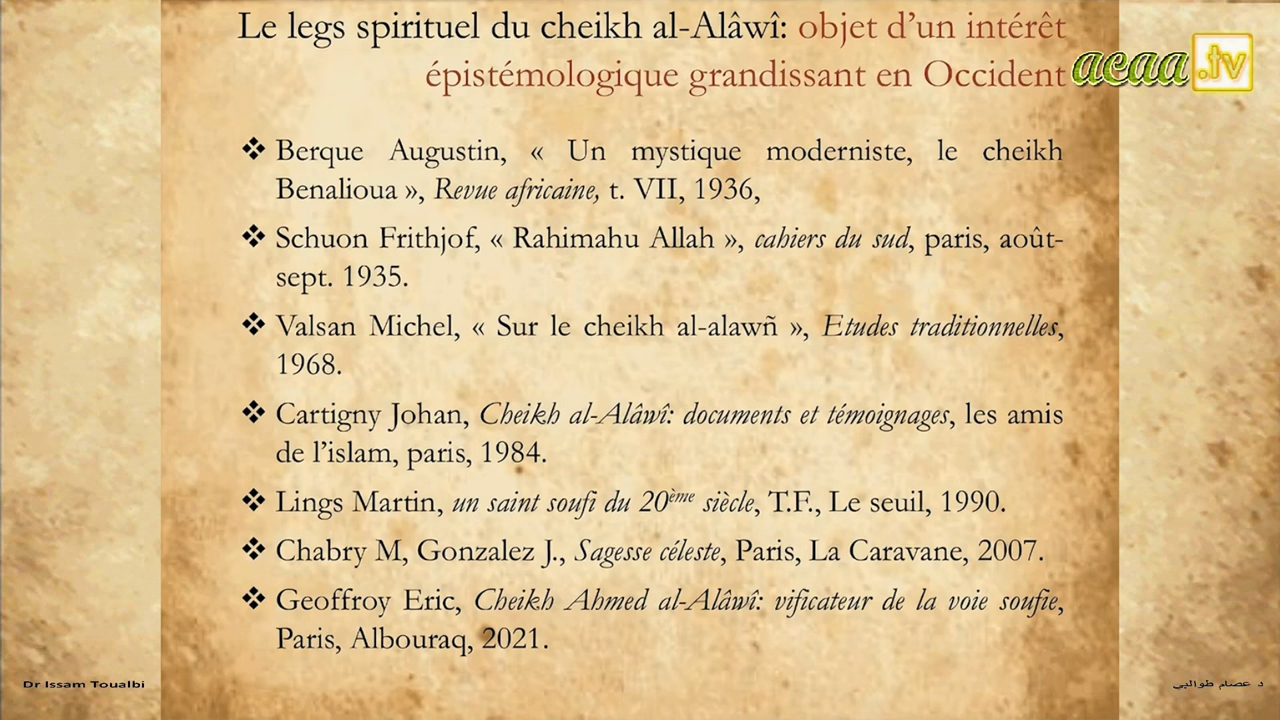 Le legs spirituel du cheikh al-Alâwî: objet d’un intérêt
épistémologique grandissant en Occident
aeaa.tv
❖ Berque Augustin, « Un mystique moderniste, le cheikh
Benalioua », Revue africaine, t. VII, 1936,
❖ Schuon Frithjof, « Rahimahu Allah », cahiers du sud, paris, août-
sept. 1935.
❖ Valsan Michel, « Sur le cheikh al-alawñ », Etudes traditionnelles,
1968.
❖ Cartigny Johan, Cheikh al-Alâwî: documents et témoignages, les amis
de l’islam, paris, 1984.
❖ Lings Martin, un saint soufi du 20ème siècle, T.F., Le seuil, 1990.
❖ Chabry M, Gonzalez J., Sagesse céleste, Paris, La Caravane, 2007.
❖ Geoffroy Eric, Cheikh Ahmed al-Alâwî: vificateur de la voie soufie,
Paris, Albouraq, 2021.
Dr Issam Toualbi
د عصام طوالبي